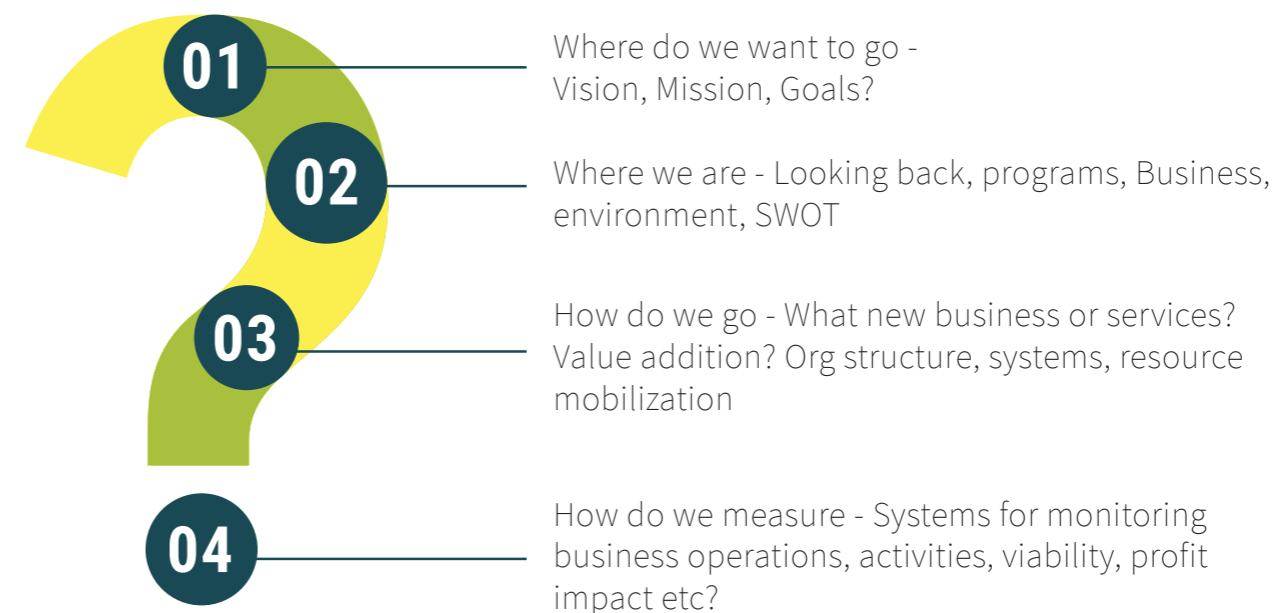 01
Where do we want to go -
Vision, Mission, Goals?
02
Where we are - Looking back, programs, Business,
environment, SWOT
03
How do we go - What new business or services?
Value addition? Org structure, systems, resource
mobilization
04
How do we measure - Systems for monitoring
business operations, activities, viability, profit
impact etc?